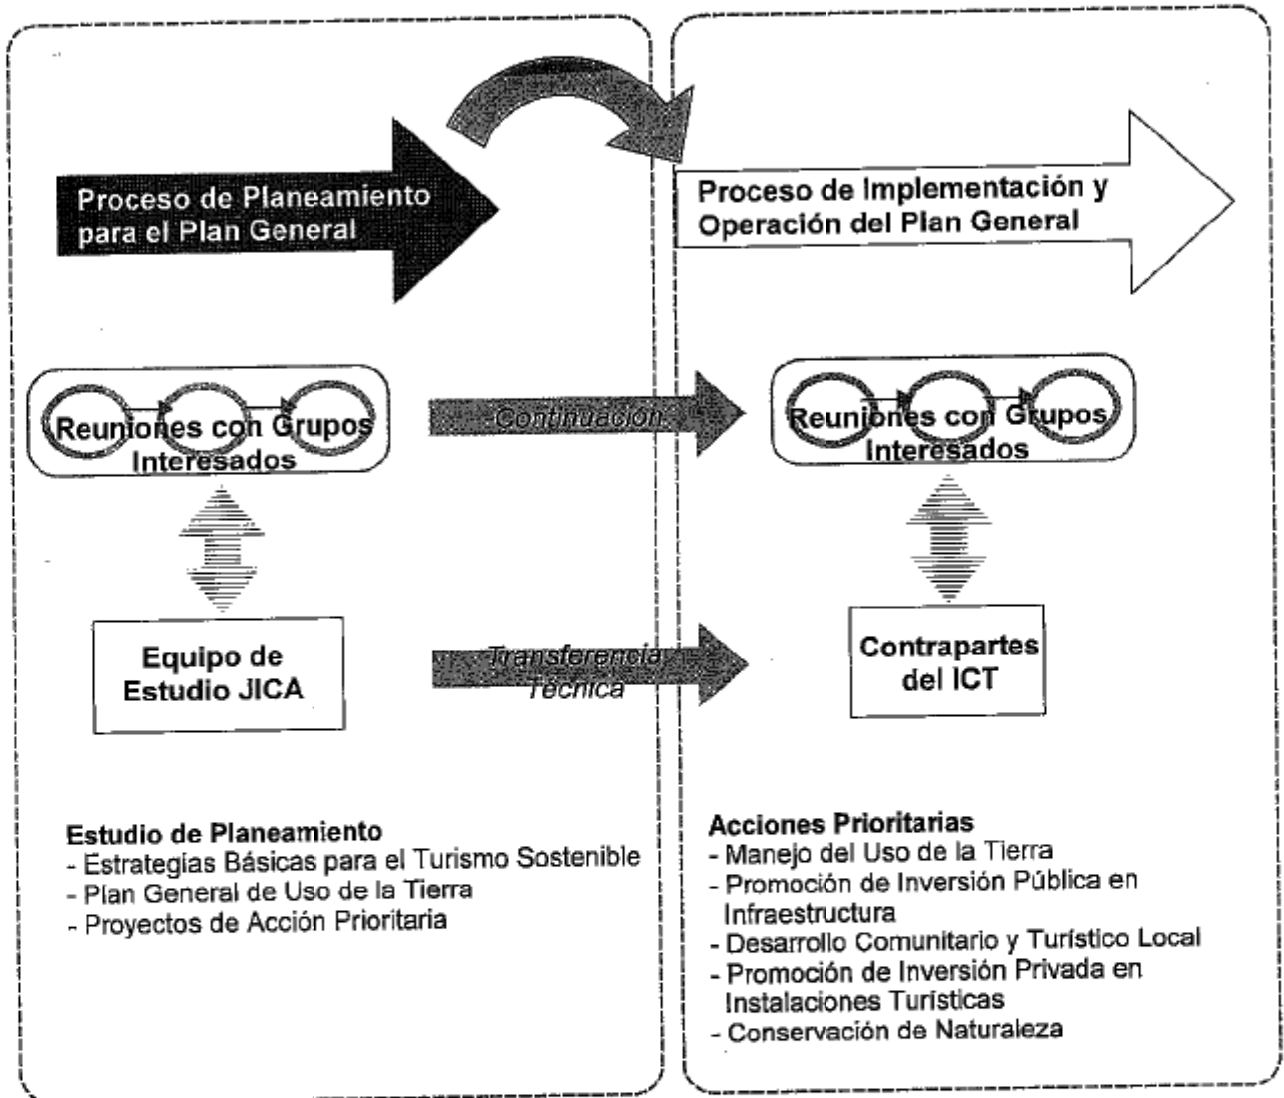 Proceso de Planeamiento
para el Plan General
Proceso de Implementación y
Operación del Plan General
Reuniones con Grupos
Interesados
Continuación
Reuniones con Grupos
Interesados
Equipo de
Estudio JICA
Transferencia
Técnica
Contrapartes
del ICT
Estudio de Planeamiento
- Estrategias Básicas para el Turismo Sostenible
- Plan General de Uso de la Tierra
- Proyectos de Acción Prioritaria
Acciones Prioritarias
- Manejo del Uso de la Tierra
- Promoción de Inversión Pública en
Infraestructura
- Desarrollo Comunitario y Turístico Local
- Promoción de Inversión Privada en
Instalaciones Turísticas
- Conservación de Naturaleza